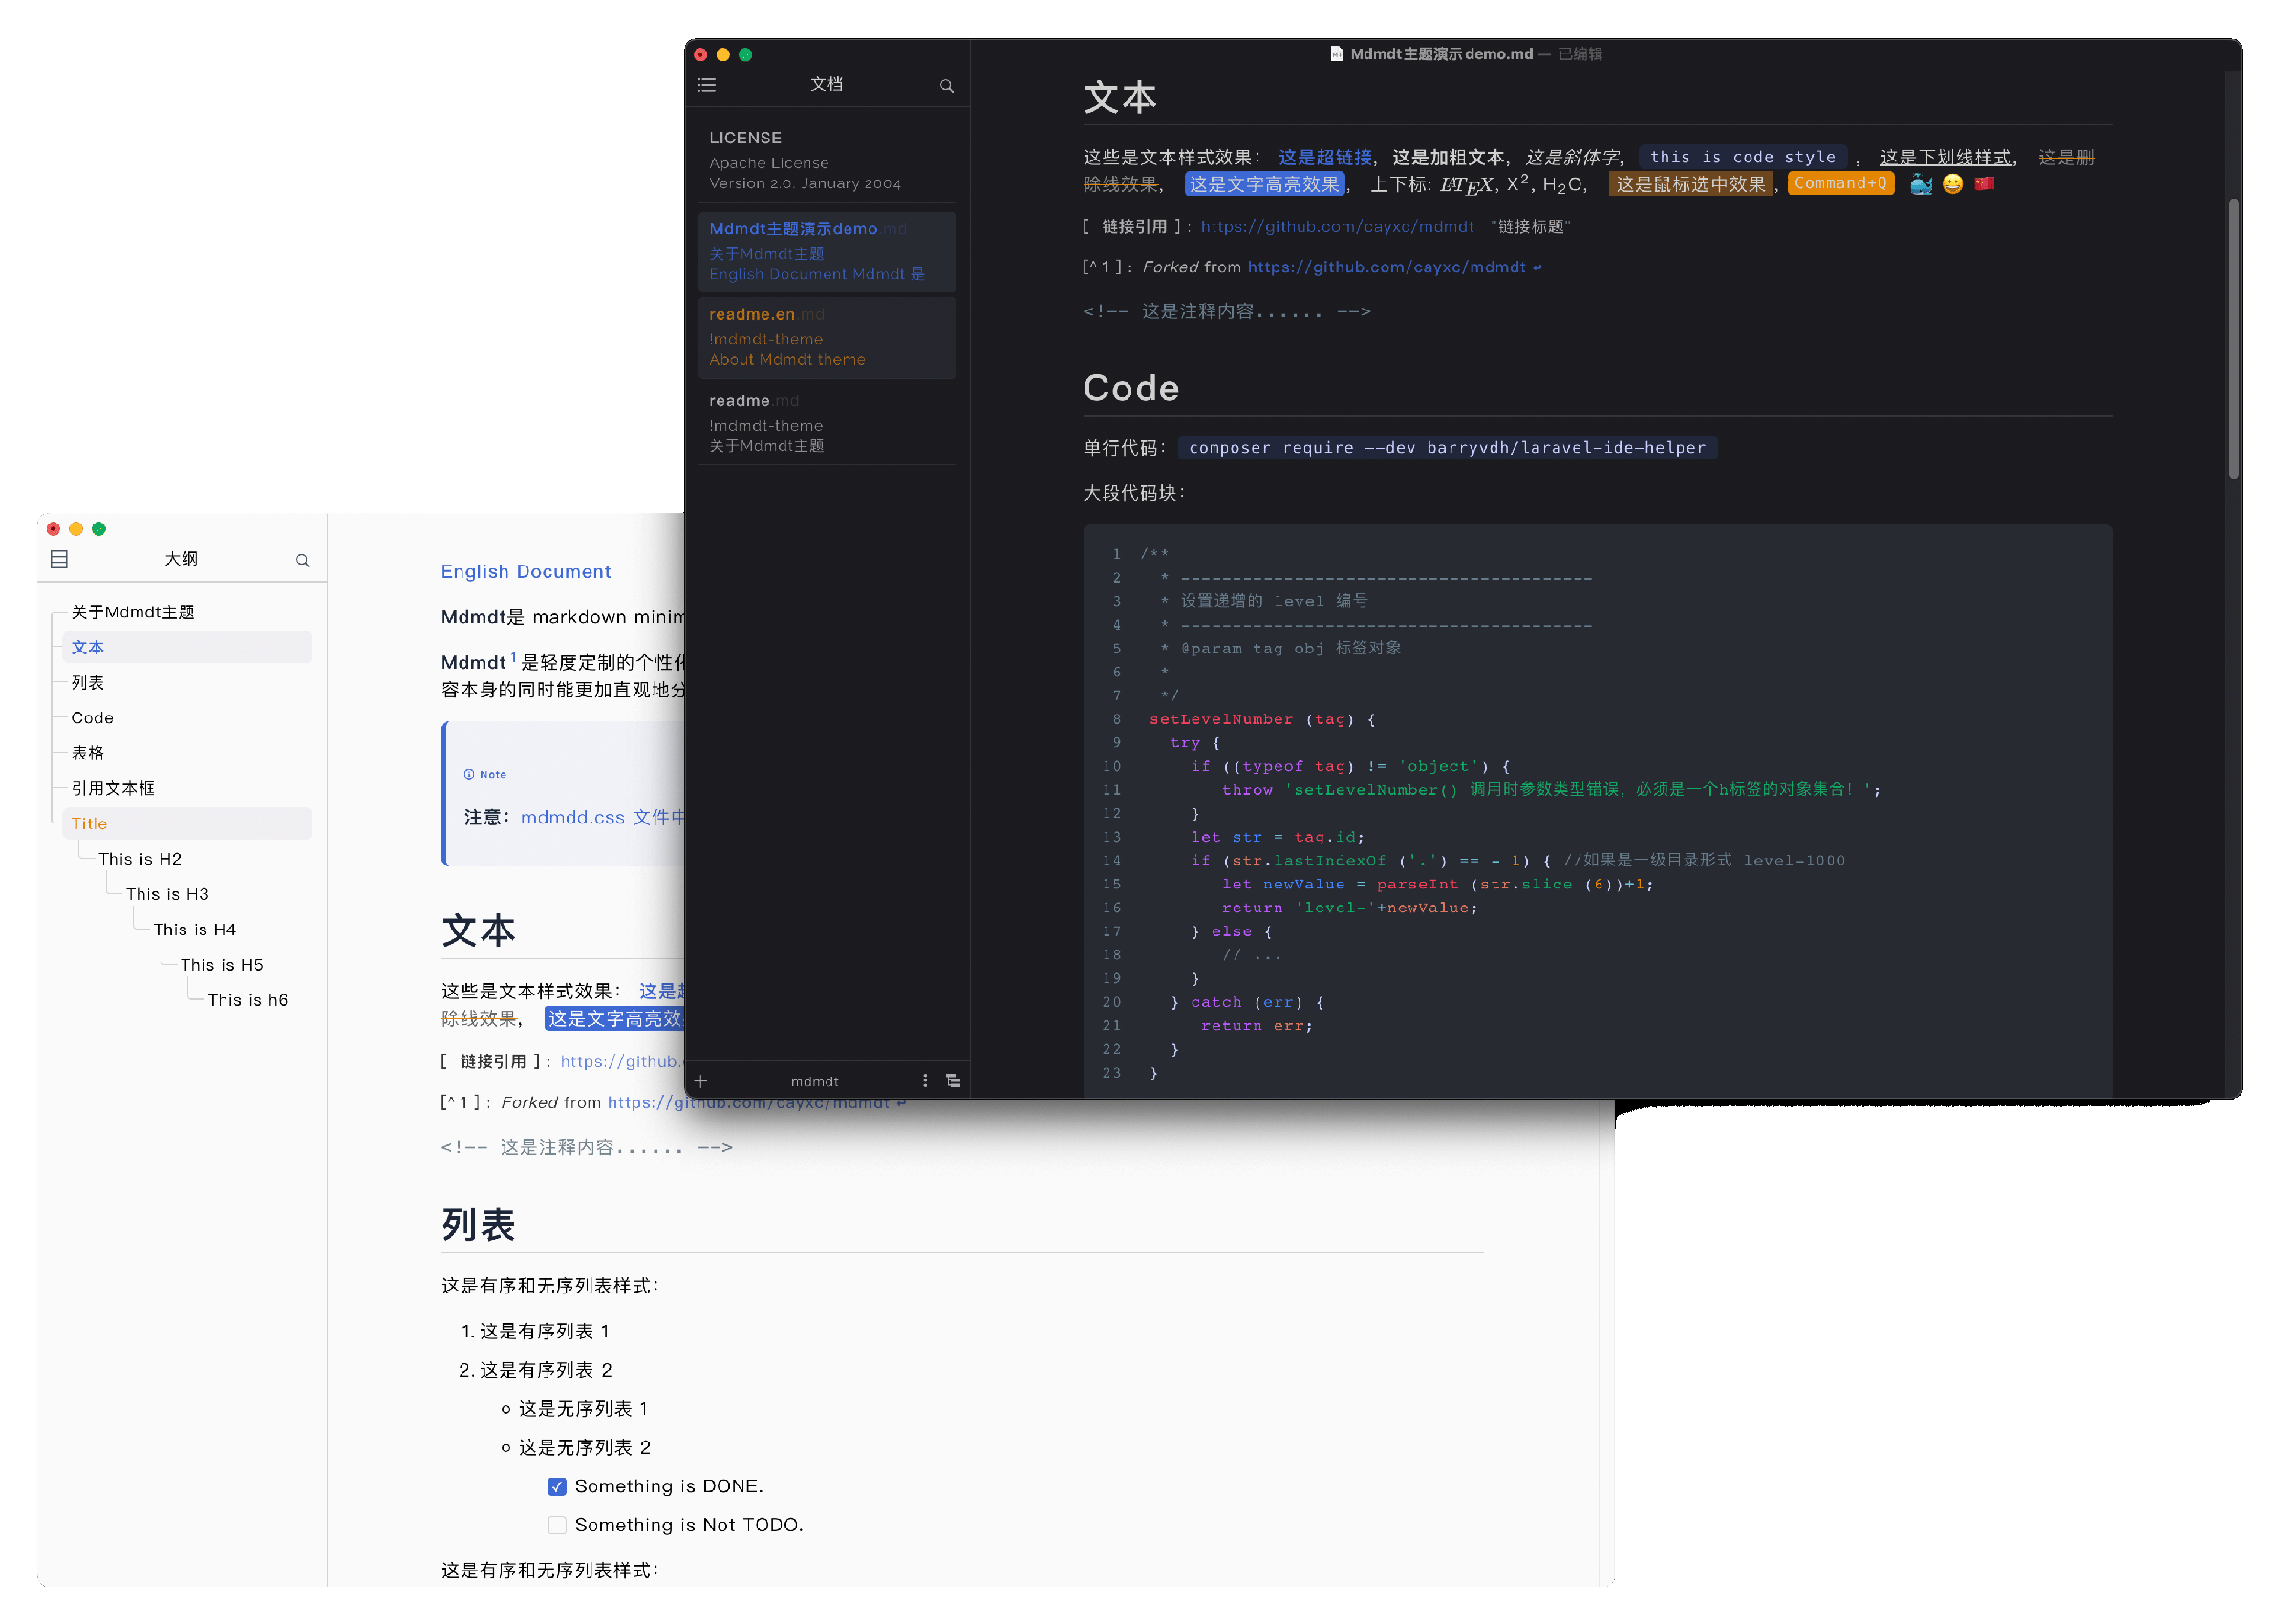 Mdmdt主题演示demo.md — 已编辑
文档
LICENSE
Apache License
Version 2.0. January 2004
Mdmdt主题演示demo.md
关于Mdmdt主题
English Document Mdmdt 是
readme.en.md
!mdmdt-theme
About Mdmdt theme
readme.md
!mdmdt-theme
关于Mdmdt主题
mdmdt
文本
这些是文本样式效果： 这是超链接，这是加粗文本，这是斜体字， this is code style ， 这是下划线样式， 这是删
除线效果， 这是文字高亮效果， 上下标: LATEX, X², H₂O， 这是鼠标选中效果, Command+Q 🐳 😀 🇨🇳
[ 链接引用 ] : https://github.com/cayxc/mdmdt "链接标题"
[^ 1 ] : Forked from https://github.com/cayxc/mdmdt ↩
<!-- 这是注释内容...... -->
Code
单行代码： composer require --dev barryvdh/laravel-ide-helper
大段代码块：
1 /**
2 * ----------------------------------------
3 * 设置递增的 level 编号
4 * ----------------------------------------
5 * @param tag obj 标签对象
6 *
7 */
8 setLevelNumber (tag) {
9 try {
10 if ((typeof tag) != 'object') {
11 throw 'setLevelNumber() 调用时参数类型错误，必须是一个h标签的对象集合！';
12 }
13 let str = tag.id;
14 if (str.lastIndexOf ('.') == - 1) { //如果是一级目录形式 level-1000
15 let newValue = parseInt (str.slice (6))+1;
16 return 'level-'+newValue;
17 } else {
18 // ...
19 }
20 } catch (err) {
21 return err;
22 }
23 }
大纲
关于Mdmdt主题
文本
列表
Code
表格
引用文本框
Title
This is H2
This is H3
This is H4
This is H5
This is h6
English Document
Mdmdt是 markdown minim
Mdmdt 1 是轻度定制的个性化
容本身的同时能更加直观地分
Note
注意：mdmdd.css 文件中
文本
这些是文本样式效果： 这是
除线效果， 这是文字高亮效
[ 链接引用 ] : https://github.
[^ 1 ] : Forked from https://github.com/cayxc/mdmdt ↩
<!-- 这是注释内容...... -->
列表
这是有序和无序列表样式：
1. 这是有序列表 1
2. 这是有序列表 2
这是无序列表 1
这是无序列表 2
Something is DONE.
Something is Not TODO.
这是有序和无序列表样式：